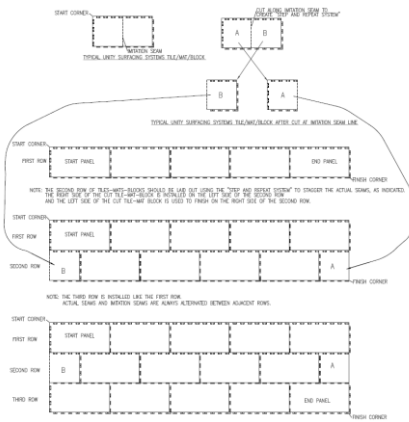 START CORNER
IMITATION SEAM
TYPICAL UNITY SURFACING SYSTEMS TILE/MAT/BLOCK
CUT ALONG IMITATION SEAM TO
CREATE "STEP AND REPEAT SYSTEM"
A B
B A
TYPICAL UNITY SURFACING SYSTEMS TILE/MAT/BLOCK AFTER CUT AT IMITATION SEAM LINE
START CORNER
FIRST ROW
START PANEL
END PANEL
FINISH CORNER
NOTE: THE SECOND ROW OF TILES-MATS-BLOCKS SHOULD BE LAID OUT USING THE "STEP AND REPEAT SYSTEM" TO STAGGER THE ACTUAL SEAMS, AS INDICATED.
THE RIGHT SIDE OF THE CUT TILE-MAT-BLOCK IS INSTALLED ON THE LEFT SIDE OF THE SECOND ROW
AND THE LEFT SIDE OF THE CUT TILE-MAT BLOCK IS USED TO FINISH ON THE RIGHT SIDE OF THE SECOND ROW.
START CORNER
FIRST ROW
START PANEL
SECOND ROW
B
A
FINISH CORNER
NOTE: THE THIRD ROW IS INSTALLED LIKE THE FIRST ROW.
ACTUAL SEAMS AND IMITATION SEAMS ARE ALWAYS ALTERNATED BETWEEN ADJACENT ROWS.
START CORNER
FIRST ROW
START PANEL
SECOND ROW
B
A
THIRD ROW
END PANEL
FINISH CORNER